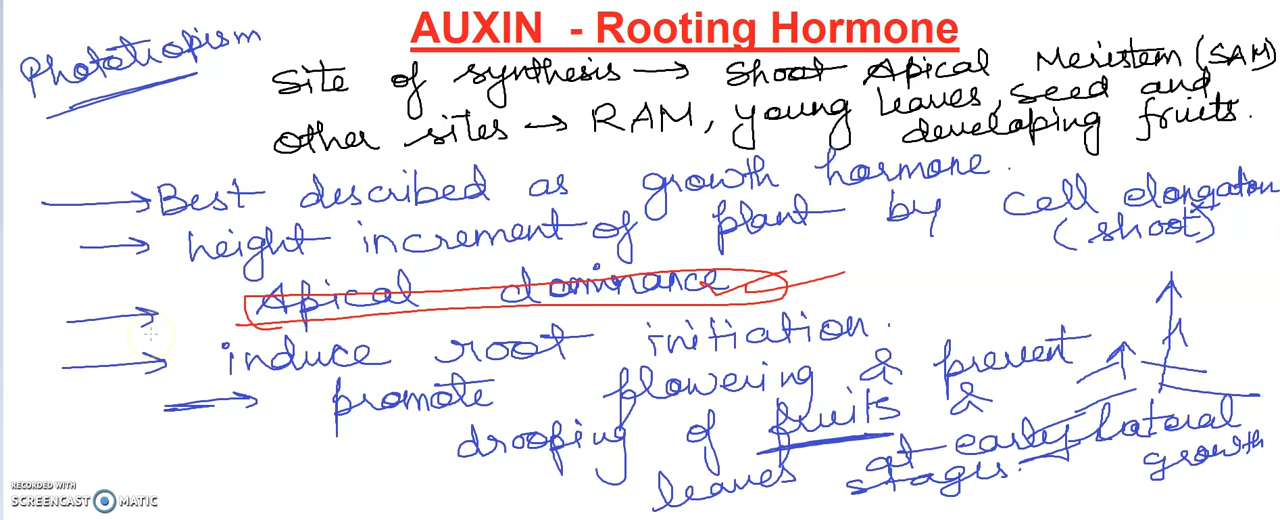 AUXIN - Rooting Hormone
Phototropism
Site of synthesis → Shoot Apical Meristem (SAM)
Other sites → RAM, young leaves, seed and
developing fruits.
→ Best described as growth hormone.
→ height increment of plant by cell elongation
(shoot)
→ Apical dominance
→ induce root initiation.
→ promote flowering & prevent
drooping of fruits &
leaves at early stages.
Lateral
growth
RECORDED WITH
SCREENCAST MATIC